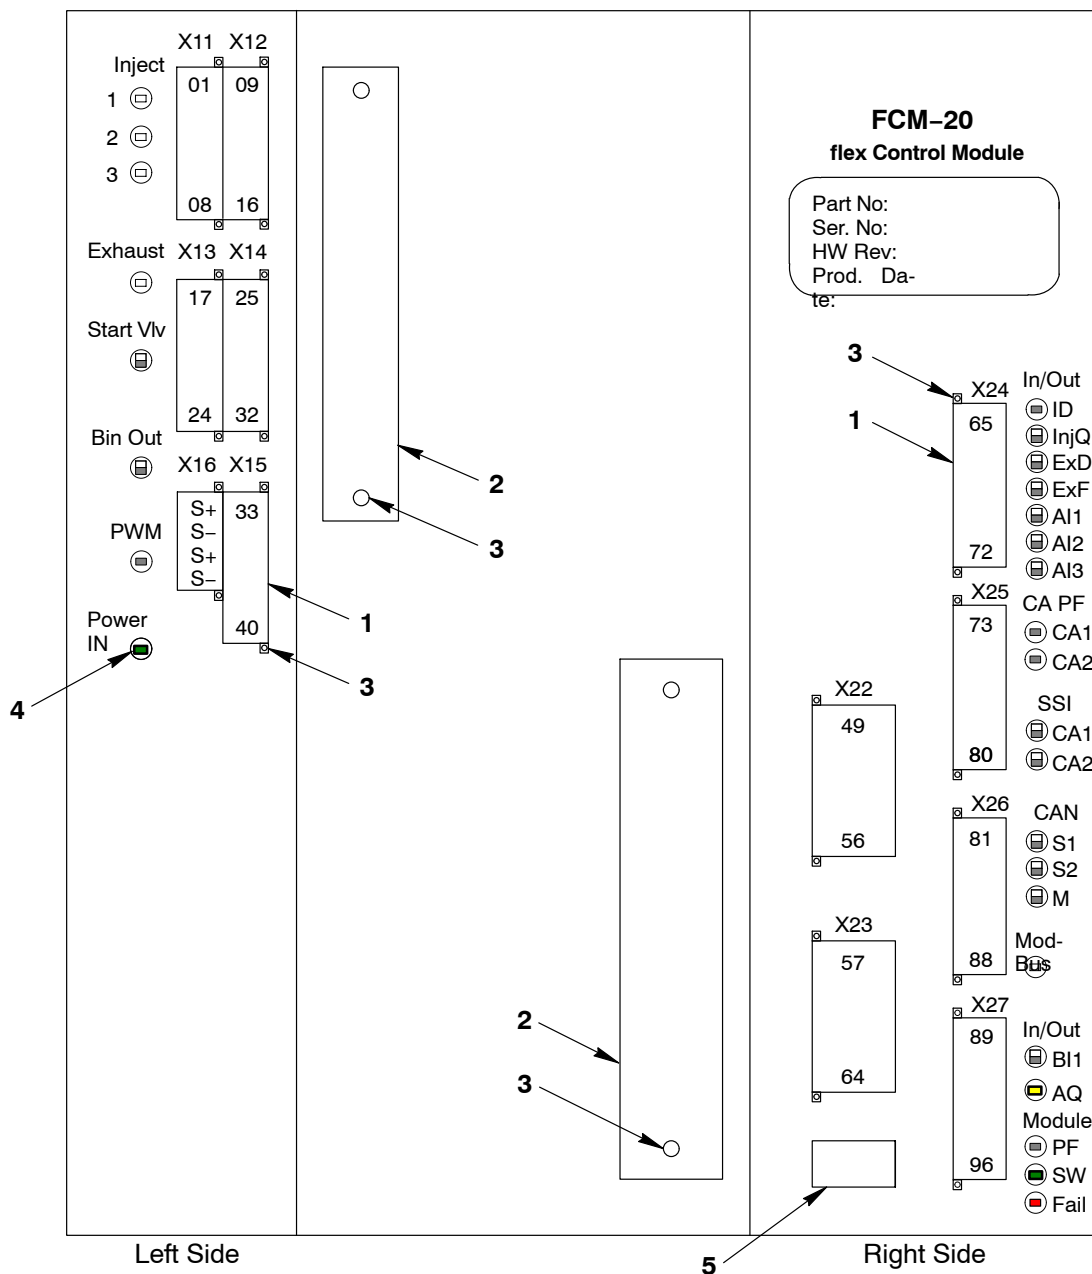 X11 X12
Inject
01 09
1
2
3
08 16
Exhaust X13 X14
17 25
Start Vlv
24 32
Bin Out
X16 X15
S+ 33
S−
PWM
S+
S−
Power
IN
40
1
3
4
2
3
2
3
FCM−20
flex Control Module
Part No:
Ser. No:
HW Rev:
Prod. Da-
te:
3
1
X24
65
72
In/Out
ID
InjQ
ExD
ExF
AI1
AI2
AI3
X25
73
80
CA PF
CA1
CA2
SSI
CA1
CA2
X22
49
56
X26
81
88
CAN
S1
S2
M
Mod-
Bus
X23
57
64
X27
89
96
In/Out
BI1
AQ
Module
PF
SW
Fail
5
Left Side
Right Side